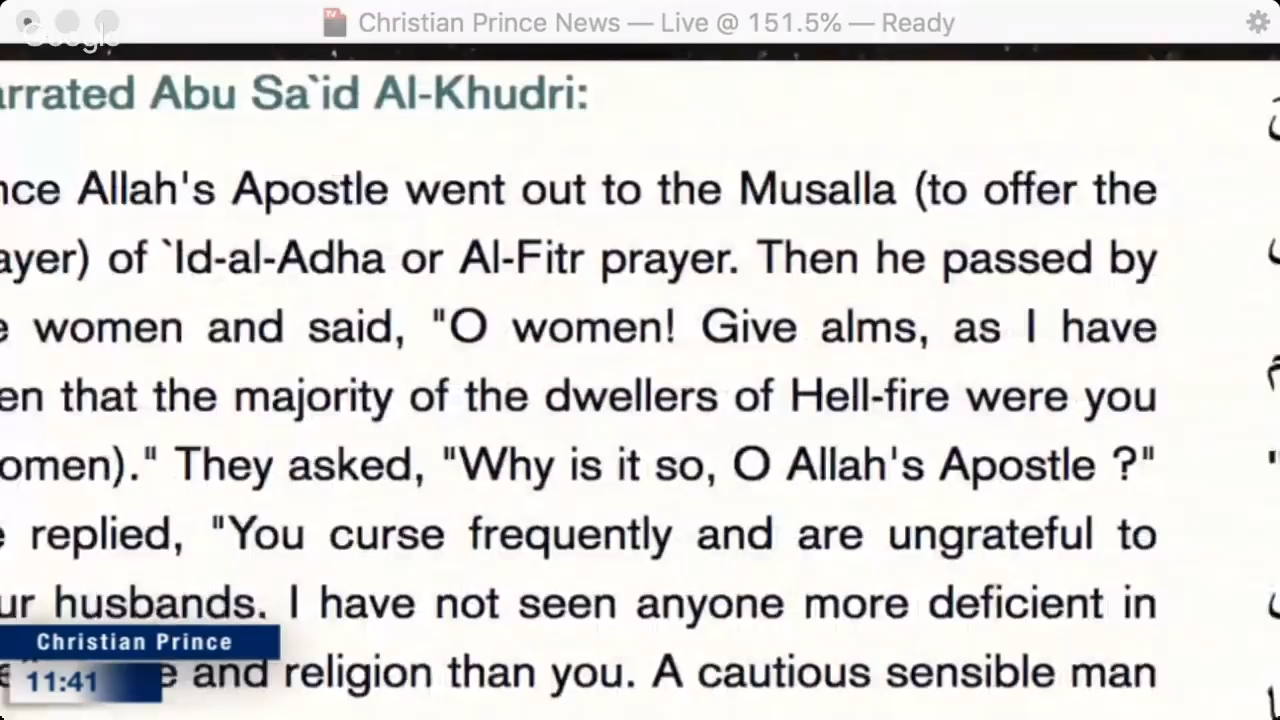 Google
Christian Prince News — Live @ 151.5% — Ready
arrated Abu Sa`id Al-Khudri:
nce Allah's Apostle went out to the Musalla (to offer the
ayer) of `Id-al-Adha or Al-Fitr prayer. Then he passed by
e women and said, "O women! Give alms, as I have
en that the majority of the dwellers of Hell-fire were you
omen)." They asked, "Why is it so, O Allah's Apostle ?"
e replied, "You curse frequently and are ungrateful to
ur husbands. I have not seen anyone more deficient in
e and religion than you. A cautious sensible man
Christian Prince
11:41